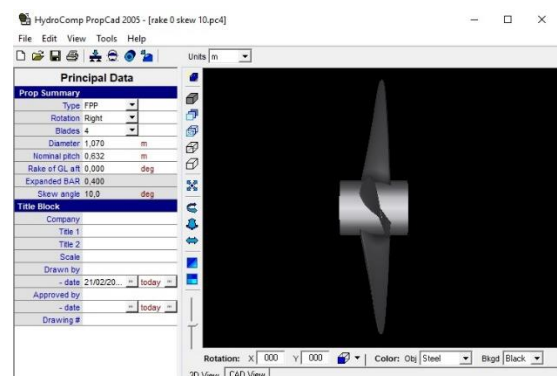 HydroComp PropCad 2005 - [rake 0 skew 10.pc4]
File Edit View Tools Help
Units m
Principal Data
Prop Summary
Type FPP
Rotation Right
Blades 4
Diameter 1,070 m
Nominal pitch 0,632 m
Rake of GL aft 0,000 deg
Expanded BAR 0,400
Skew angle 10,0 deg
Title Block
Company
Title 1
Title 2
Scale
Drawn by
- date 21/02/20... today
Approved by
- date today
Drawing #
Rotation: X 000 Y 000 Color: Obj Steel Bkgd Black
CAD View